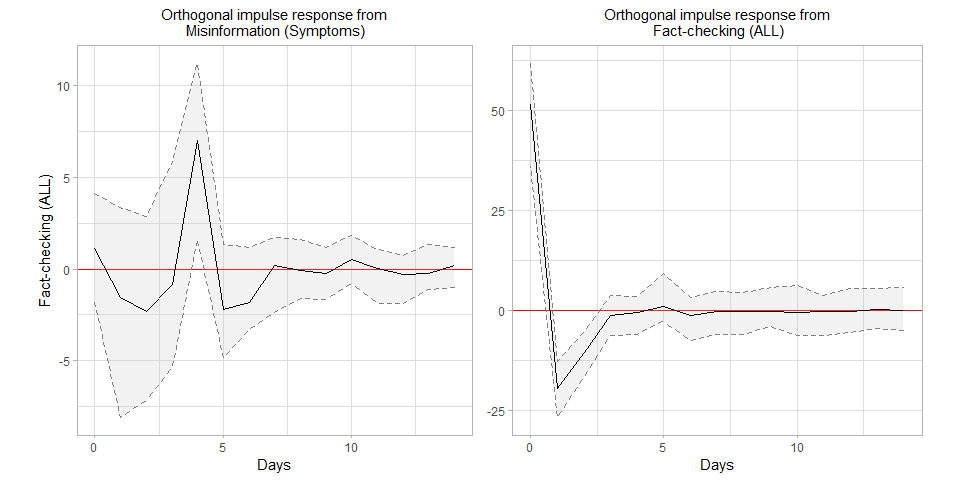 Orthogonal impulse response from
Misinformation (Symptoms)
Fact-checking (ALL)
10
5
0
-5
0
5
10
Days
Orthogonal impulse response from
Fact-checking (ALL)
50
25
0
-25
0
5
10
Days